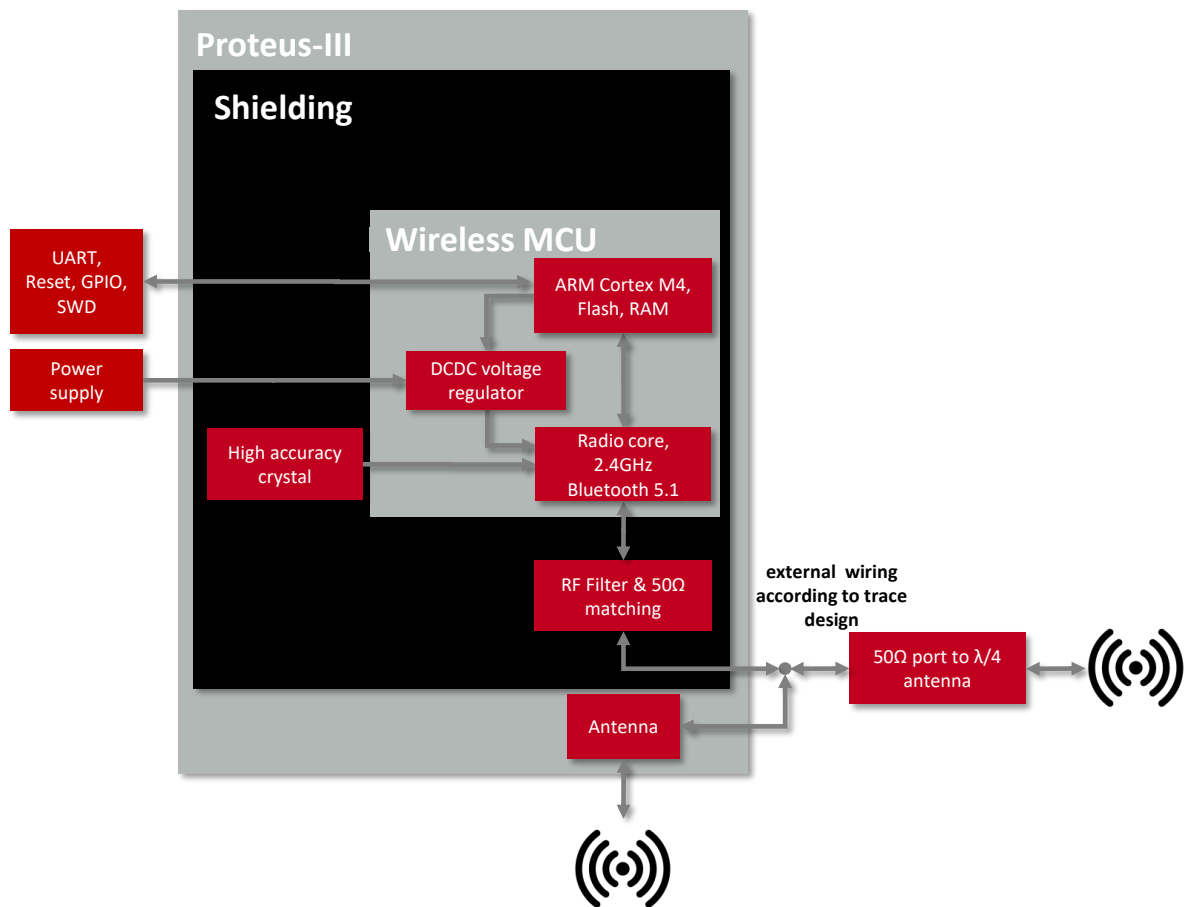 Proteus-III
Shielding
Wireless MCU
UART,
Reset, GPIO,
SWD
ARM Cortex M4,
Flash, RAM
Power
supply
DCDC voltage
regulator
High accuracy
crystal
Radio core,
2.4GHz
Bluetooth 5.1
RF Filter & 50Ω
matching
external wiring
according to trace
design
50Ω port to λ/4
antenna
Antenna